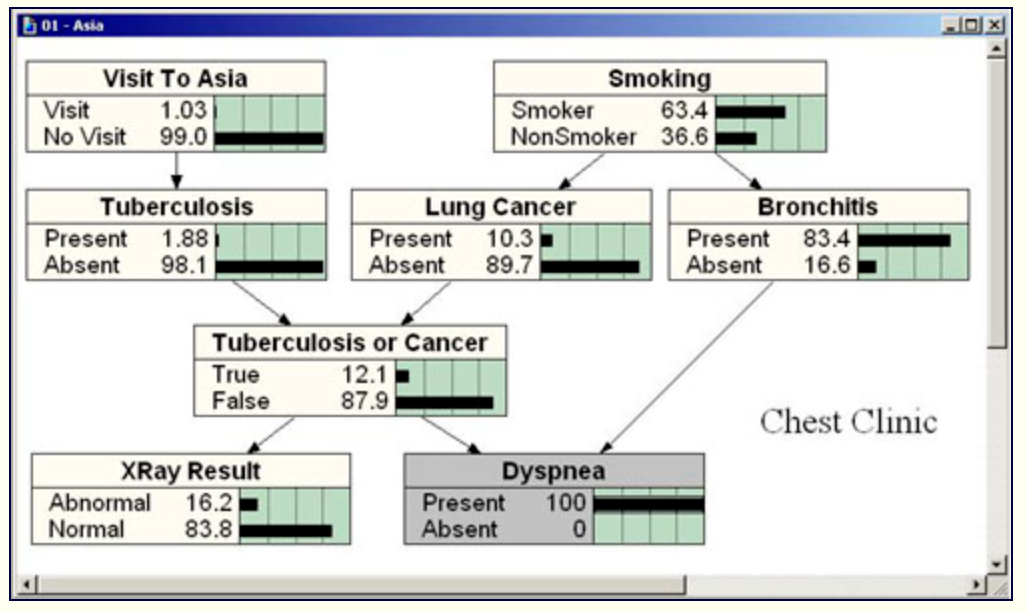 01 - Asia
Visit To Asia
Visit 1.03
No Visit 99.0
Smoking
Smoker 63.4
NonSmoker 36.6
Tuberculosis
Present 1.88
Absent 98.1
Lung Cancer
Present 10.3
Absent 89.7
Bronchitis
Present 83.4
Absent 16.6
Tuberculosis or Cancer
True 12.1
False 87.9
Chest Clinic
XRay Result
Abnormal 16.2
Normal 83.8
Dyspnea
Present 100
Absent 0